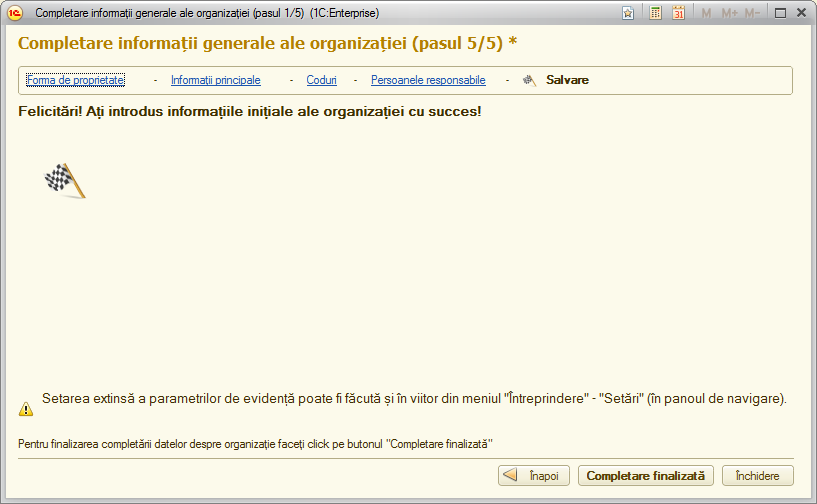 Completare informații generale ale organizației (pasul 1/5) (1C:Enterprise)
31 M M+ M-
Completare informații generale ale organizației (pasul 5/5) *
Forma de proprietate - Informații principale - Coduri - Persoanele responsabile - Salvare
Felicitări! Ați introdus informațiile inițiale ale organizației cu succes!
Setarea extinsă a parametrilor de evidență poate fi făcută și în viitor din meniul "Întreprindere" - "Setări" (în panoul de navigare).
Pentru finalizarea completării datelor despre organizație faceți click pe butonul "Completare finalizată"
Înapoi Completare finalizată Închidere